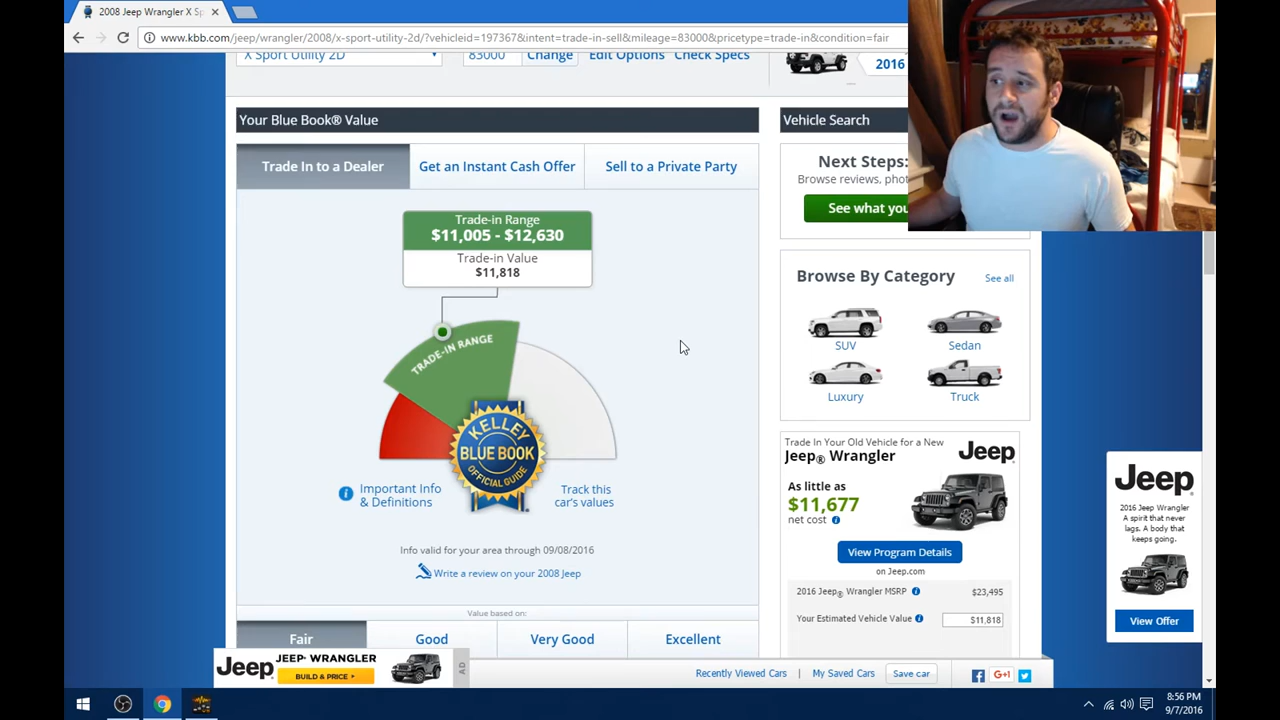 2008 Jeep Wrangler X Sp
www.kbb.com/jeep/wrangler/2008/x-sport-utility-2d/?vehicleid=197367&intent=trade-in-sell&mileage=83000&pricetype=trade-in&condition=fair
X Sport Utility 2D 83000 Change Edit Options Check Specs
2016
Your Blue Book® Value
Vehicle Search
Trade In to a Dealer Get an Instant Cash Offer Sell to a Private Party
Next Steps:
Browse reviews, phot
See what you
Trade-in Range
$11,005 - $12,630
Trade-in Value
$11,818
TRADE-IN RANGE
KELLEY
BLUE BOOK
OFFICIAL GUIDE
Important Info
& Definitions
Track this
car's values
Info valid for your area through 09/08/2016
Write a review on your 2008 Jeep
Value based on:
Fair Good Very Good Excellent
Browse By Category See all
SUV Sedan
Luxury Truck
Trade In Your Old Vehicle for a New
Jeep® Wrangler
Jeep
As little as
$11,677
net cost
View Program Details
on Jeep.com
2016 Jeep® Wrangler MSRP $23,495
Your Estimated Vehicle Value $11,818
Jeep
2016 Jeep® Wrangler
A spirit that never
lags. A body that
keeps going.
View Offer
Jeep
JEEP® WRANGLER
BUILD & PRICE
AD
Recently Viewed Cars My Saved Cars Save car
G+1
8:56 PM
9/7/2016